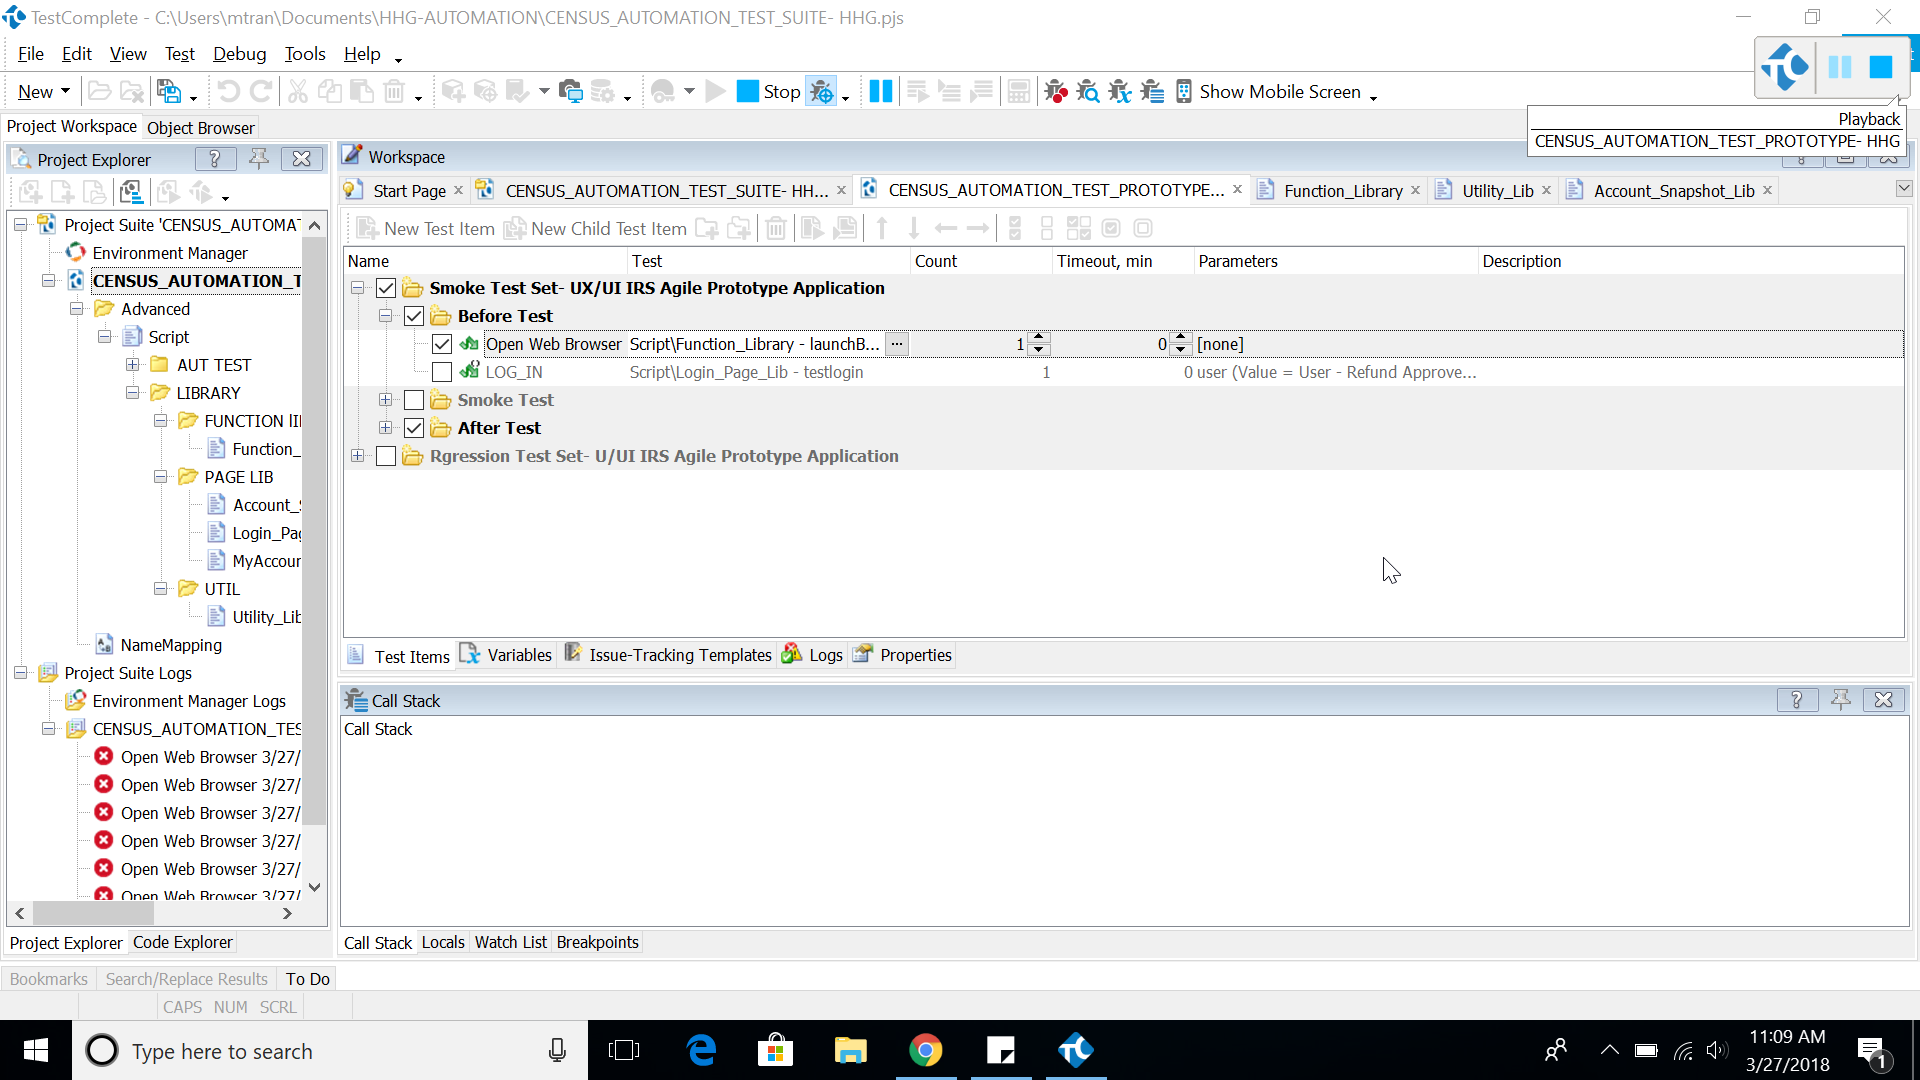 TestComplete - C:\Users\mtran\Documents\HHG-AUTOMATION\CENSUS_AUTOMATION_TEST_SUITE- HHG.pjs
File Edit View Test Debug Tools Help
New Stop Show Mobile Screen
Playback
CENSUS_AUTOMATION_TEST_PROTOTYPE- HHG
Project Workspace Object Browser
Project Explorer ?
Workspace
Start Page CENSUS_AUTOMATION_TEST_SUITE- HH... CENSUS_AUTOMATION_TEST_PROTOTYPE... Function_Library Utility_Lib Account_Snapshot_Lib
New Test Item New Child Test Item
Name Test Count Timeout, min Parameters Description
Smoke Test Set- UX/UI IRS Agile Prototype Application
Before Test
Open Web Browser Script\Function_Library - launchB... ... 1 0 [none]
LOG_IN Script\Login_Page_Lib - testlogin 1 0 user (Value = User - Refund Approve...
Smoke Test
After Test
Rgression Test Set- U/UI IRS Agile Prototype Application
Project Suite 'CENSUS_AUTOMAT
Environment Manager
CENSUS_AUTOMATION_T
Advanced
Script
AUT TEST
LIBRARY
FUNCTION lII
Function_
PAGE LIB
Account_S
Login_Pag
MyAccour
UTIL
Utility_Lib
NameMapping
Project Suite Logs
Environment Manager Logs
CENSUS_AUTOMATION_TES
Open Web Browser 3/27/
Open Web Browser 3/27/
Open Web Browser 3/27/
Open Web Browser 3/27/
Open Web Browser 3/27/
Open Web Browser 3/27/
Test Items Variables Issue-Tracking Templates Logs Properties
Call Stack ?
Call Stack
Project Explorer Code Explorer
Call Stack Locals Watch List Breakpoints
Bookmarks Search/Replace Results To Do
CAPS NUM SCRL
Type here to search
11:09 AM
3/27/2018
1